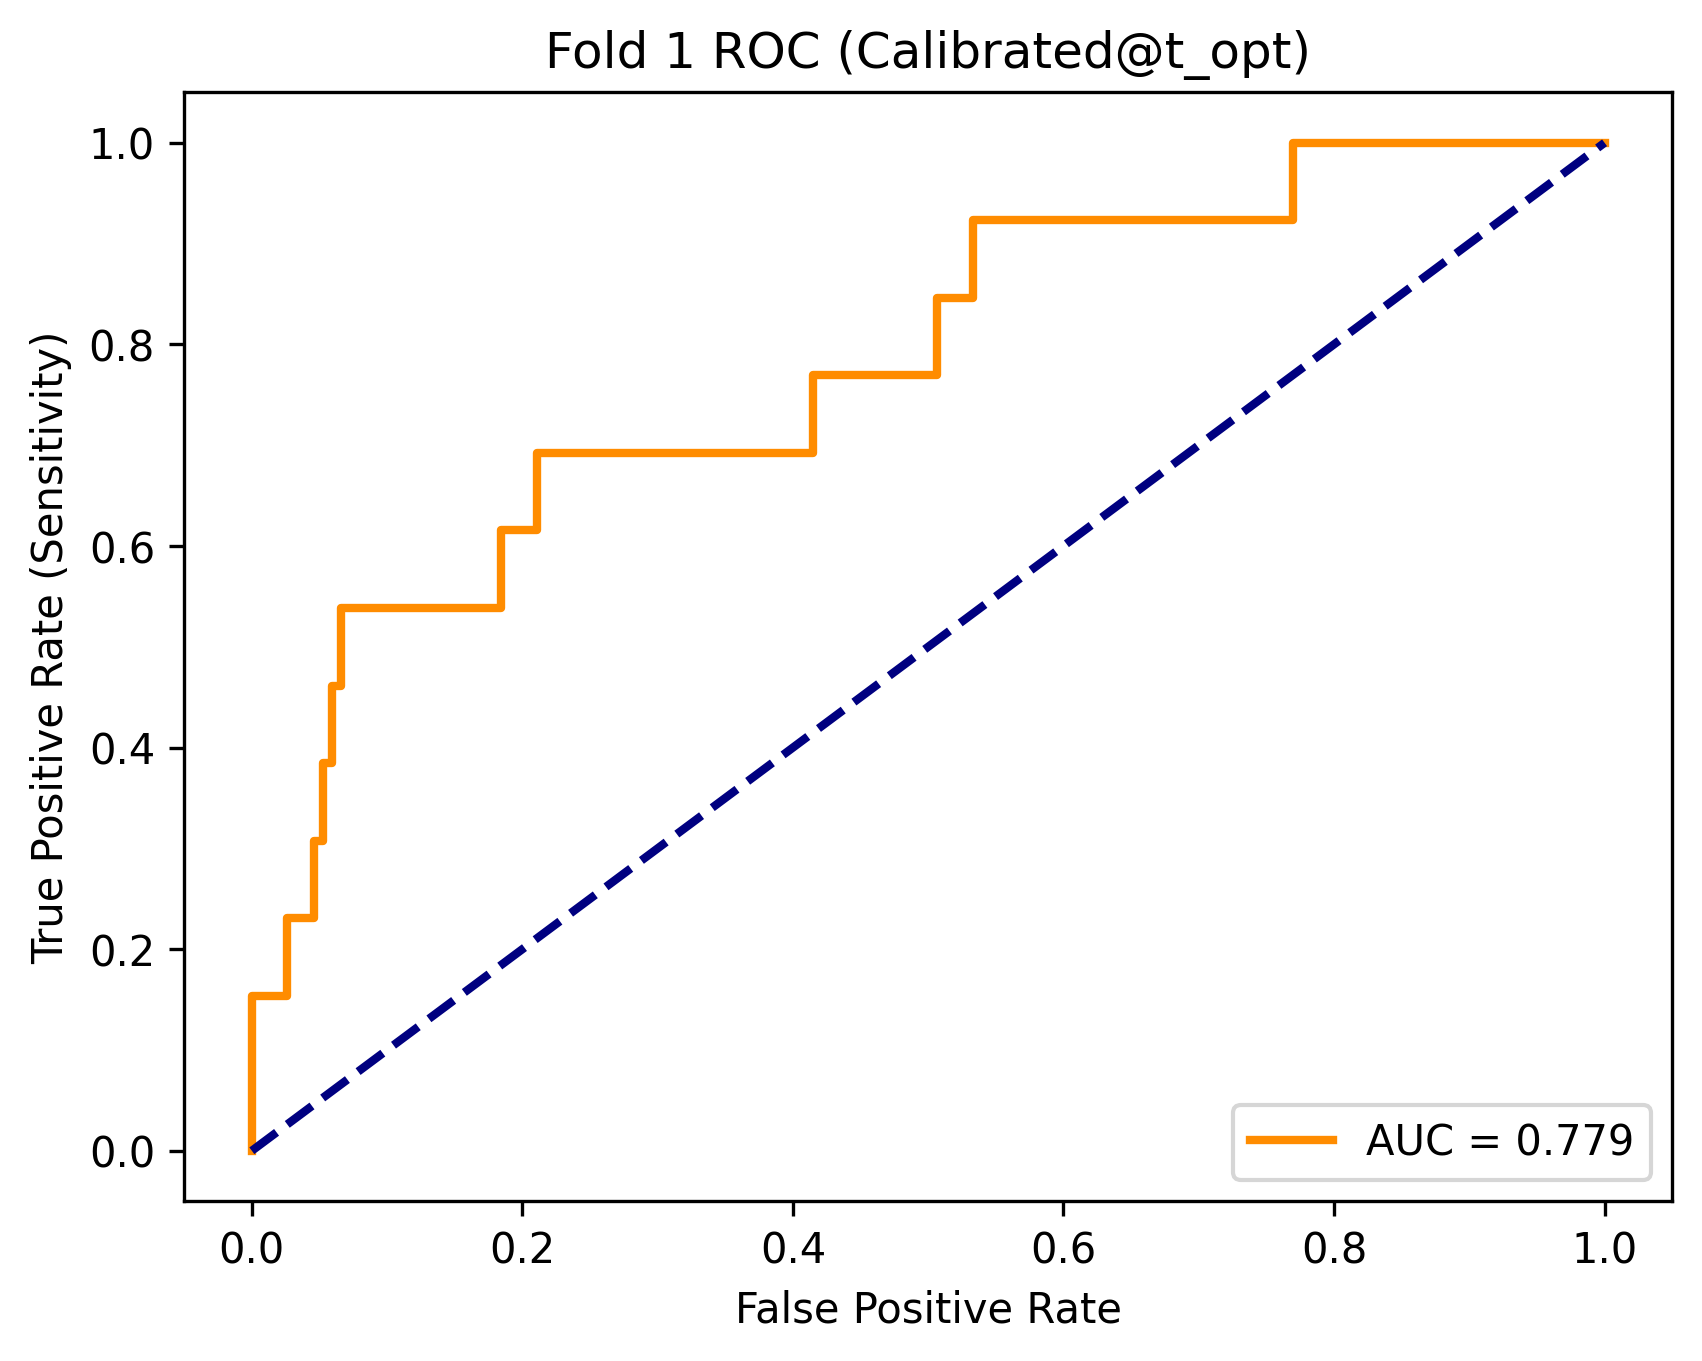 Fold 1 ROC (Calibrated@t_opt)
1.0
0.8
0.6
0.4
0.2
0.0
True Positive Rate (Sensitivity)
AUC = 0.779
0.0 0.2 0.4 0.6 0.8 1.0
False Positive Rate